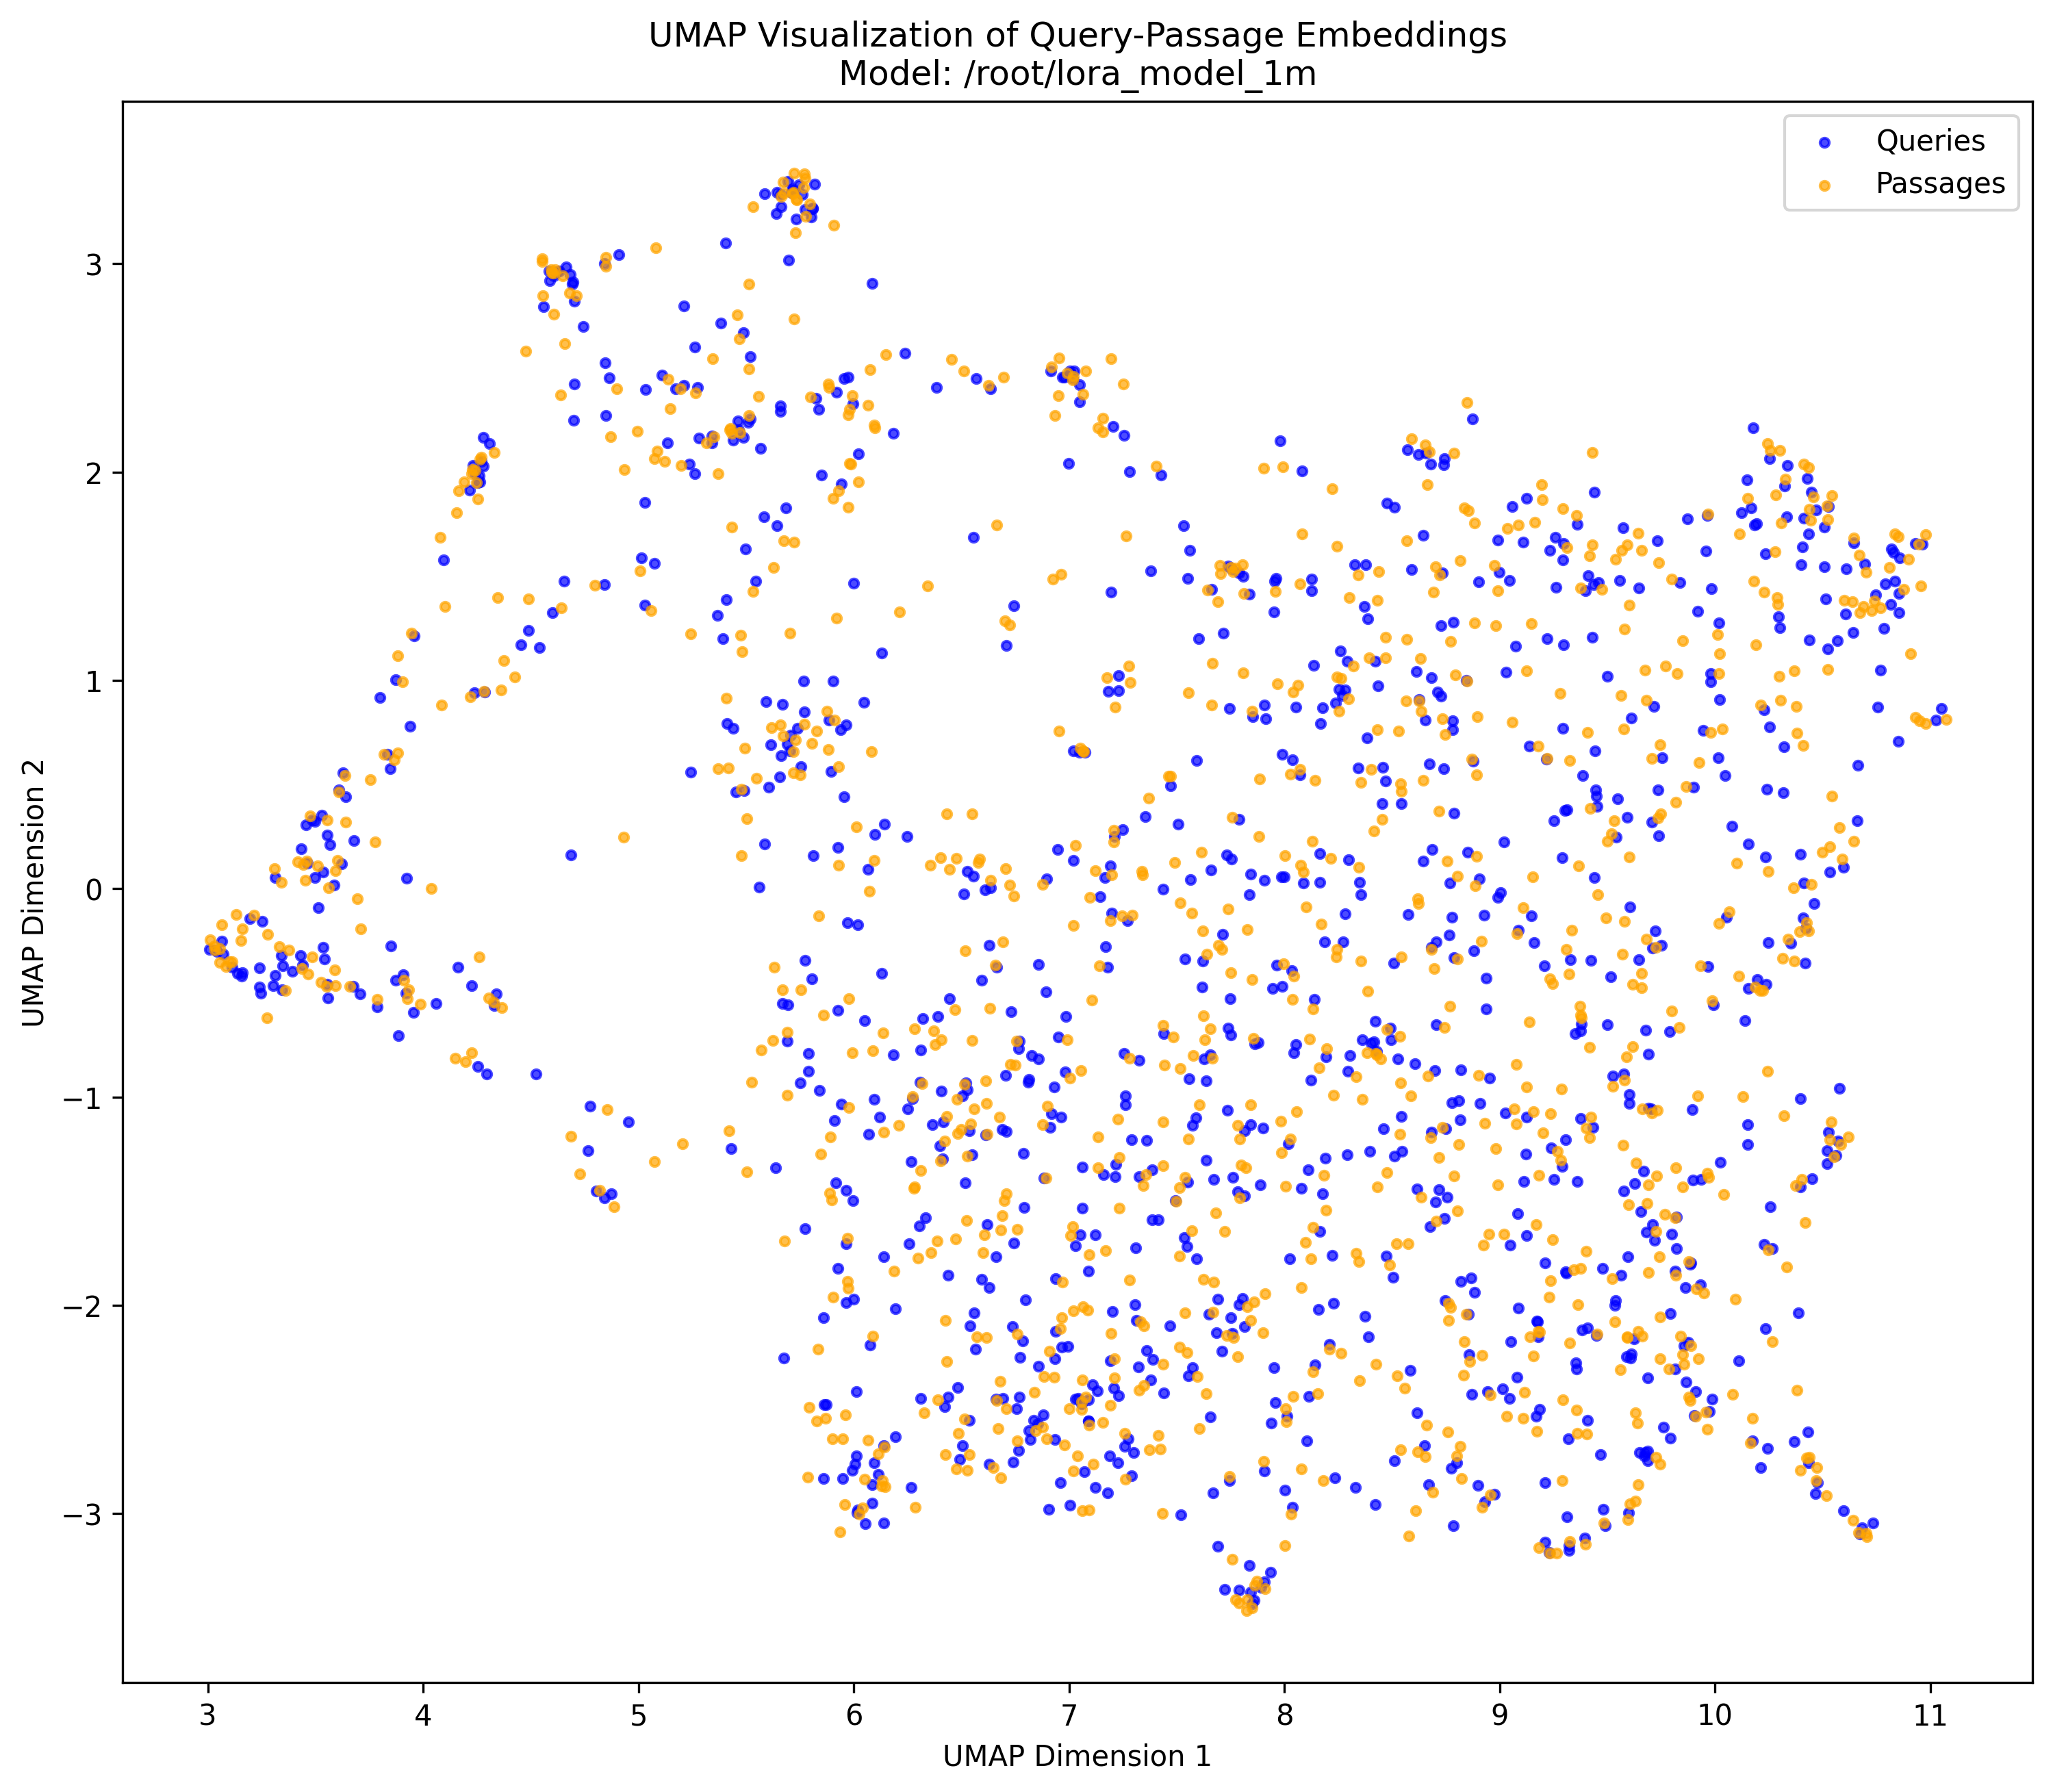 UMAP Visualization of Query-Passage Embeddings
Model: /root/lora_model_1m
Queries
Passages
3
2
1
0
−1
−2
−3
UMAP Dimension 2
3 4 5 6 7 8 9 10 11
UMAP Dimension 1